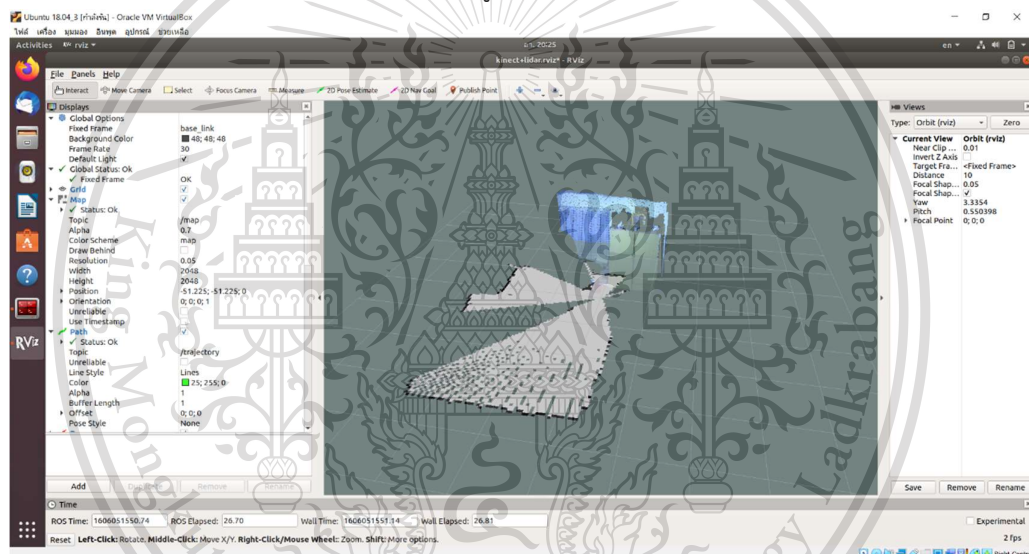 Ubuntu 18.04_3 [กำลังรัน] - Oracle VM VirtualBox
ไฟล์ เครื่อง มุมมอง อินพุต อุปกรณ์ ช่วยเหลือ
Activities rviz อา. 20:25 en
kinect+lidar.rviz* - RViz
File Panels Help
Interact Move Camera Select Focus Camera Measure 2D Pose Estimate 2D Nav Goal Publish Point
Displays
Global Options
Fixed Frame base_link
Background Color 48; 48; 48
Frame Rate 30
Default Light
Global Status: Ok
Fixed Frame OK
Grid
Map
Status: Ok
Topic /map
Alpha 0.7
Color Scheme map
Draw Behind
Resolution 0.05
Width 2048
Height 2048
Position -51.225; -51.225; 0
Orientation 0; 0; 0; 1
Unreliable
Use Timestamp
Path
Status: Ok
Topic /trajectory
Unreliable
Line Style Lines
Color 25; 255; 0
Alpha 1
Buffer Length 1
Offset 0; 0; 0
Pose Style None
Add Duplicate Remove Rename
Views
Type: Orbit (rviz) Zero
Current View Orbit (rviz)
Near Clip ... 0.01
Invert Z Axis
Target Fra... <Fixed Frame>
Distance 10
Focal Shap... 0.05
Focal Shap...
Yaw 3.3354
Pitch 0.550398
Focal Point 0; 0; 0
Save Remove Rename
Time
ROS Time: 1606051550.74 ROS Elapsed: 26.70 Wall Time: 1606051551.14 Wall Elapsed: 26.81 Experimental
Reset Left-Click: Rotate. Middle-Click: Move X/Y. Right-Click/Mouse Wheel: Zoom. Shift: More options. 2 fps
RViz
King Mongkut Ladkrabang
Right Ctrl